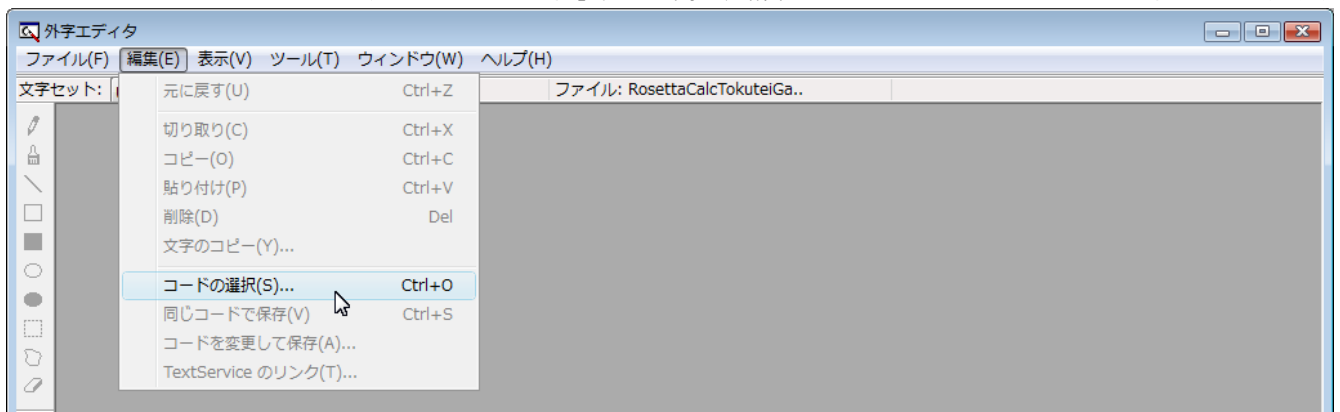 外字エディタ
ファイル(F) 編集(E) 表示(V) ツール(T) ウィンドウ(W) ヘルプ(H)
文字セット: ファイル: RosettaCalcTokuteiGa..
元に戻す(U) Ctrl+Z
切り取り(C) Ctrl+X
コピー(O) Ctrl+C
貼り付け(P) Ctrl+V
削除(D) Del
文字のコピー(Y)...
コードの選択(S)... Ctrl+O
同じコードで保存(V) Ctrl+S
コードを変更して保存(A)...
TextService のリンク(T)...